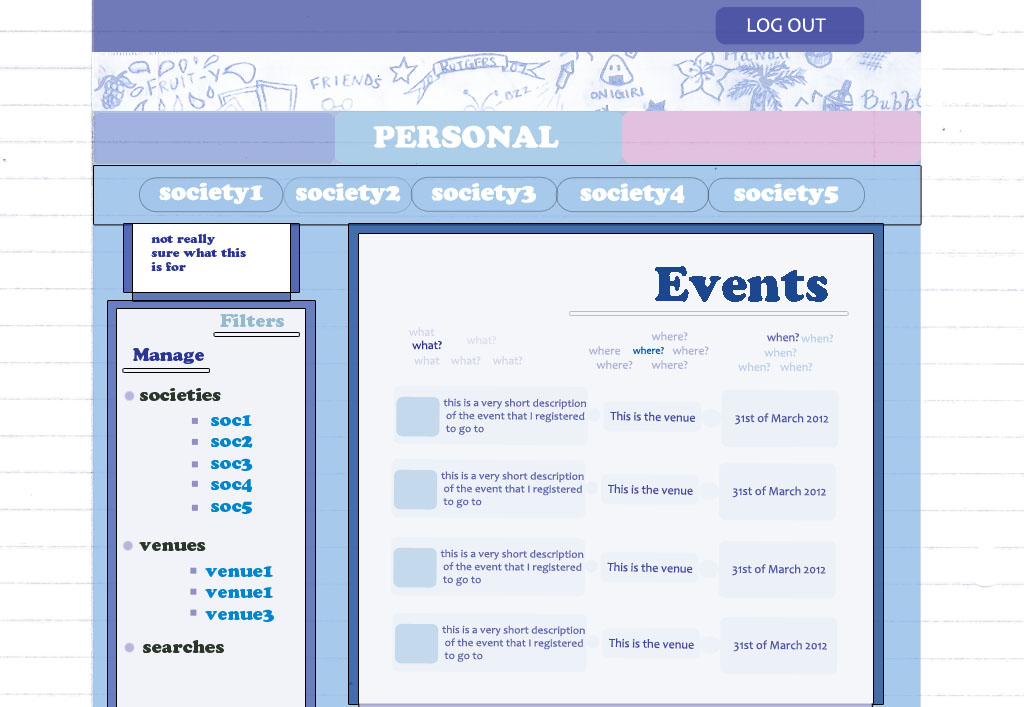 LOG OUT
FRUIT-Y
FRIENDS
RUTGERS
BZZ
ONIGIRI
Hawaii
Bubb
PERSONAL
society1 society2 society3 society4 society5
not really
sure what this
is for
Filters
Manage
societies
soc1
soc2
soc3
soc4
soc5
venues
venue1
venue1
venue3
searches
Events
what
what?
what?
what what? what?
where?
where where? where?
where? where?
when? when?
when?
when? when?
this is a very short description
of the event that I registered
to go to
This is the venue
31st of March 2012
this is a very short description
of the event that I registered
to go to
This is the venue
31st of March 2012
this is a very short description
of the event that I registered
to go to
This is the venue
31st of March 2012
this is a very short description
of the event that I registered
to go to
This is the venue
31st of March 2012